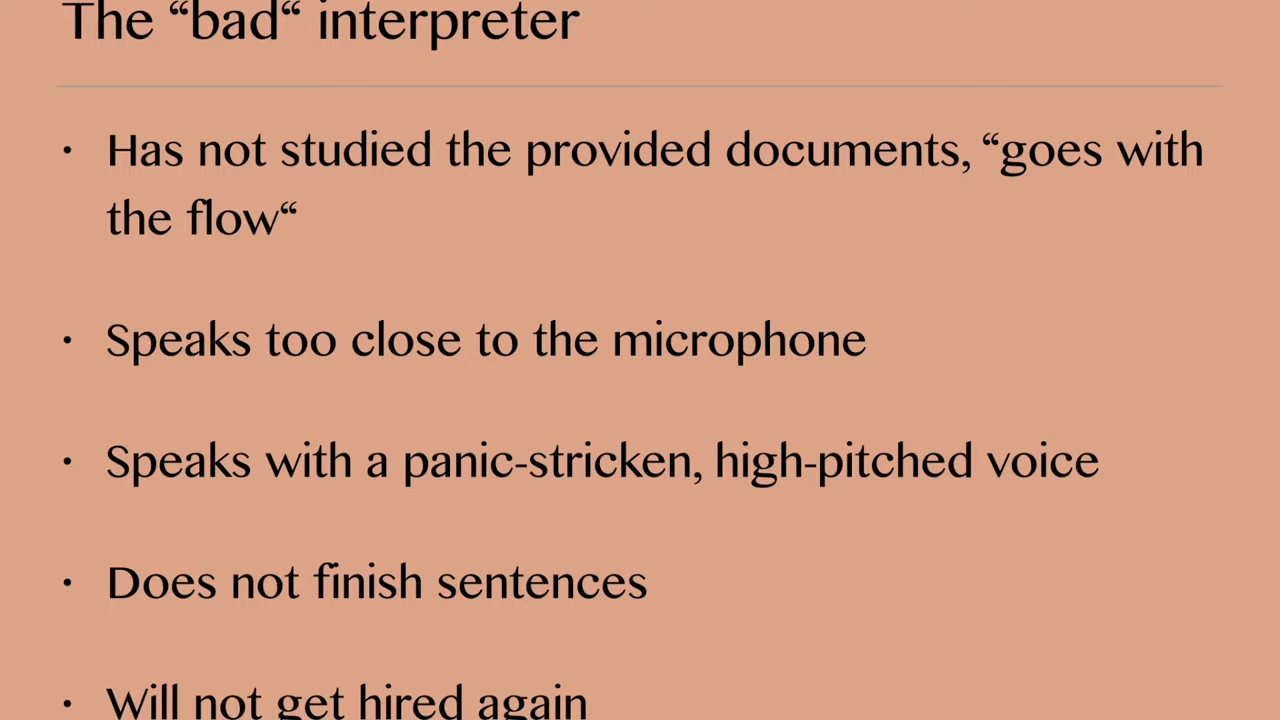 The “bad“ interpreter
• Has not studied the provided documents, “goes with
the flow“
• Speaks too close to the microphone
• Speaks with a panic-stricken, high-pitched voice
• Does not finish sentences
• Will not get hired again